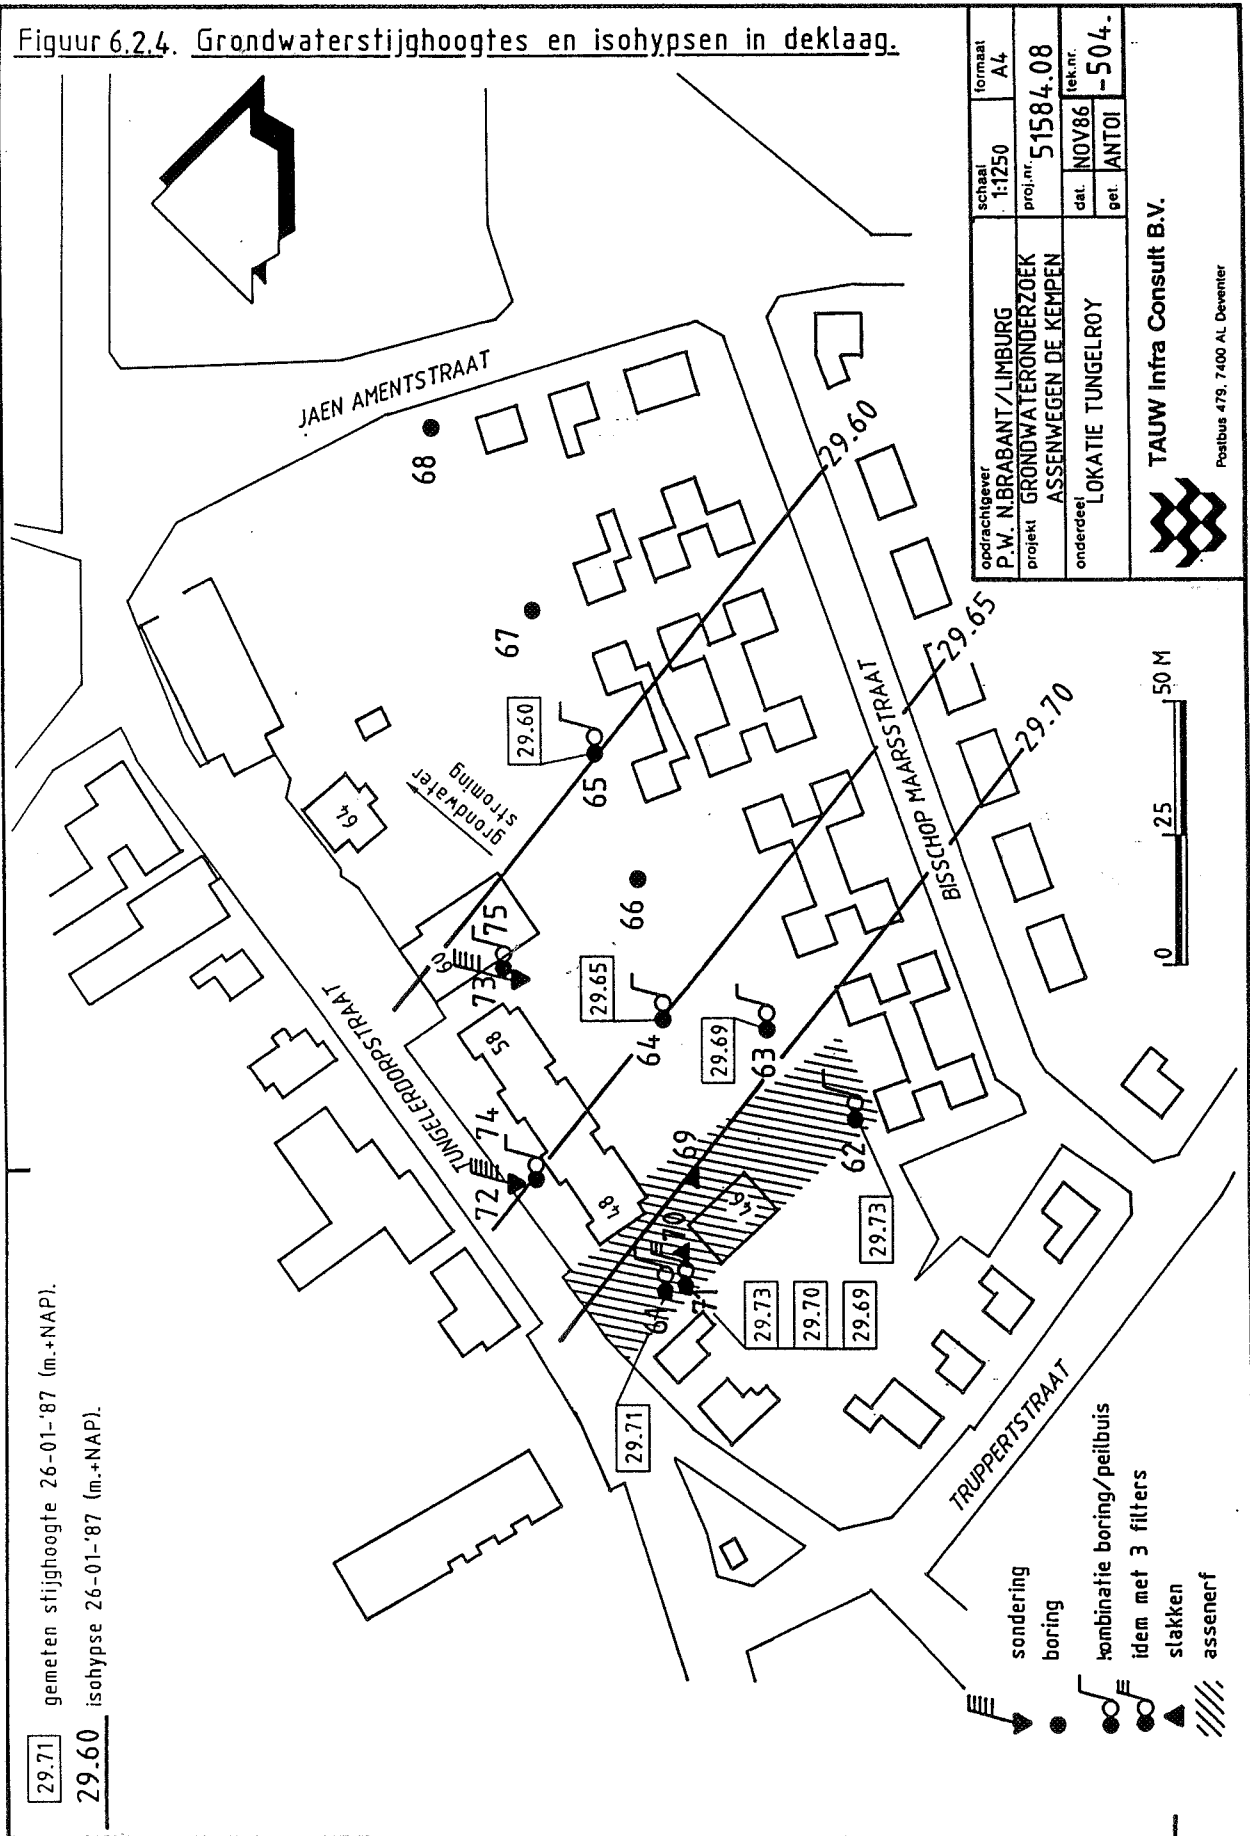 Figuur 6.2.4. Grondwaterstijghoogtes en isohypsen in deklaag.
opdrachtgever
P.W. N.BRABANT/LIMBURG
projekt GRONDWATERONDERZOEK
ASSENWEGEN DE KEMPEN
onderdeel
LOKATIE TUNGELROY
schaal
1:1250
formaat
A4
proj.nr. 51584.08
dat. NOV86
get. ANTOI
tek.nr.
-504.
TAUW Infra Consult B.V.
Postbus 479, 7400 AL Deventer
JAEN AMENTSTRAAT
68
67
29.60
65
grondwater
stroming
64
66
60
75
73
29.65
64
58
29.69
63
TUNGELERDORPSTRAAT
74
72
48
69
46
70
71
62
29.73
29.73
29.70
29.69
29.71
29.60
29.65
29.70
BISSCHOP MAARSSTRAAT
TRUPPERTSTRAAT
0 25 50 M
29.71 gemeten stijghoogte 26-01-'87 (m.+NAP).
29.60 isohypse 26-01-'87 (m.+NAP).
sondering
boring
kombinatie boring/peilbuis
idem met 3 filters
slakken
assenerf